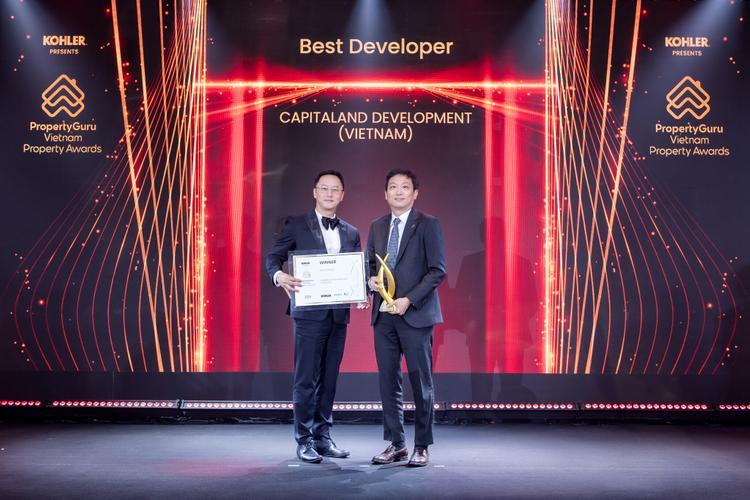 KOHLER
PRESENTS
PropertyGuru
Vietnam
Property Awards
Best Developer
CAPITALAND DEVELOPMENT
(VIETNAM)
KOHLER
PRESENTS
PropertyGuru
Vietnam
Property Awards
WINNER